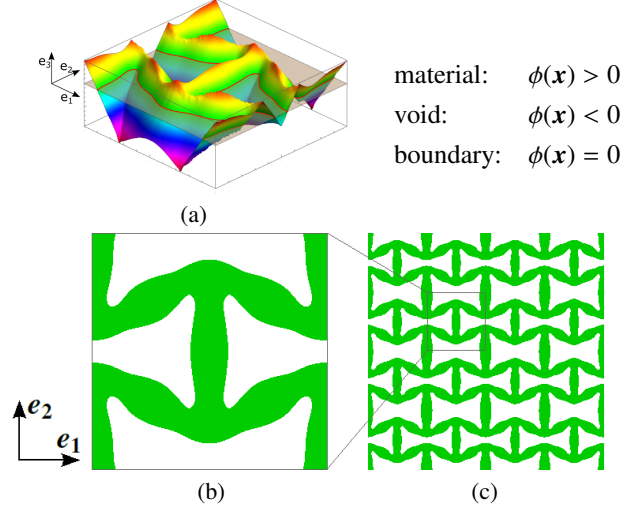 e₃
e₂
e₁
material: ϕ(x) > 0
void: ϕ(x) < 0
boundary: ϕ(x) = 0
(a)
e₂
e₁
(b)
(c)